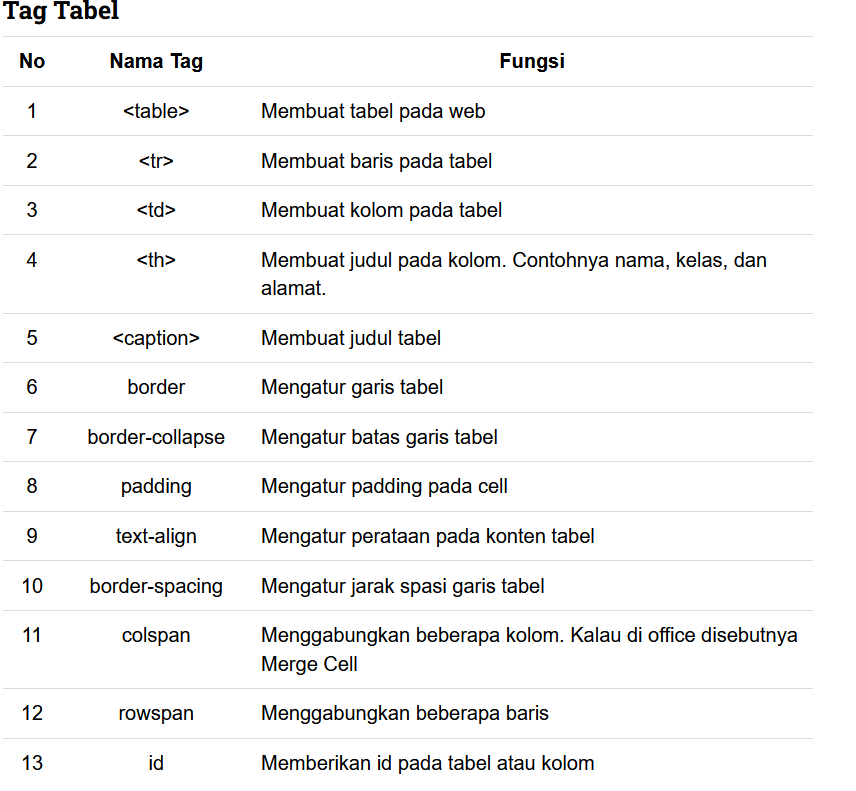 Tag Tabel
No Nama Tag Fungsi
1 <table> Membuat tabel pada web
2 <tr> Membuat baris pada tabel
3 <td> Membuat kolom pada tabel
4 <th> Membuat judul pada kolom. Contohnya nama, kelas, dan
alamat.
5 <caption> Membuat judul tabel
6 border Mengatur garis tabel
7 border-collapse Mengatur batas garis tabel
8 padding Mengatur padding pada cell
9 text-align Mengatur perataan pada konten tabel
10 border-spacing Mengatur jarak spasi garis tabel
11 colspan Menggabungkan beberapa kolom. Kalau di office disebutnya
Merge Cell
12 rowspan Menggabungkan beberapa baris
13 id Memberikan id pada tabel atau kolom